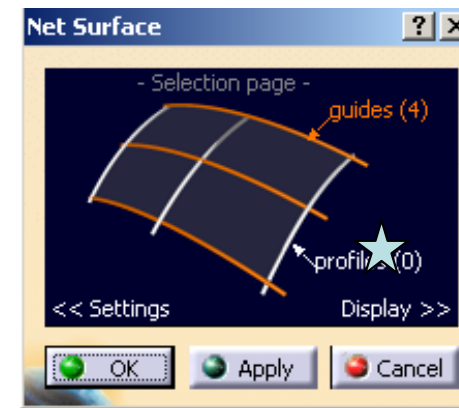 Net Surface
- Selection page -
guides (4)
profiles (0)
<< Settings
Display >>
OK
Apply
Cancel